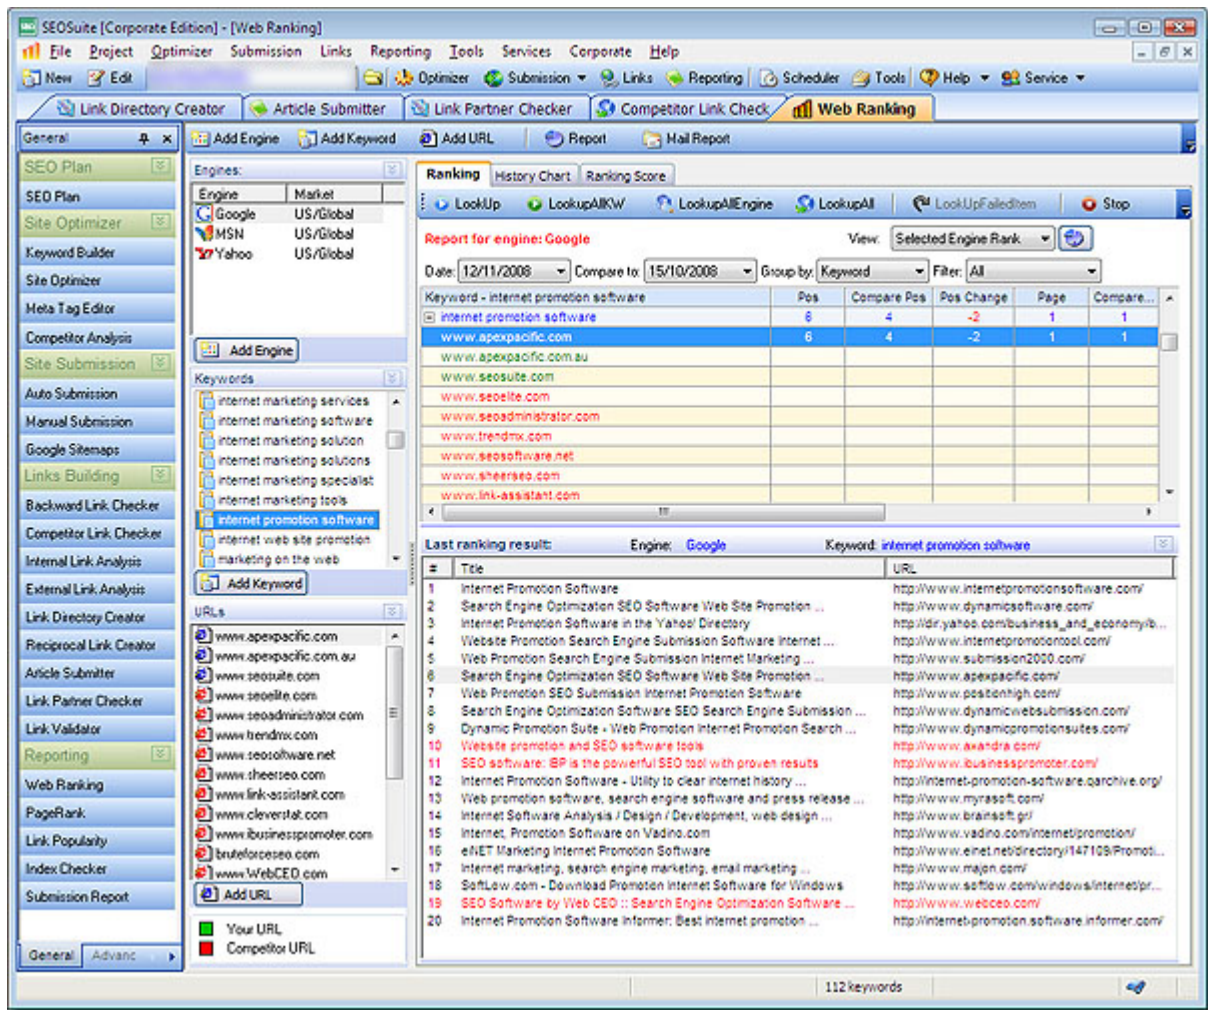 SEOSuite [Corporate Edition] - [Web Ranking]
File Project Optimizer Submission Links Reporting Tools Services Corporate Help
New Edit Optimizer Submission Links Reporting Scheduler Tools Help Service
Link Directory Creator Article Submitter Link Partner Checker Competitor Link Check Web Ranking
General
SEO Plan
SEO Plan
Site Optimizer
Keyword Builder
Site Optimizer
Meta Tag Editor
Competitor Analysis
Site Submission
Auto Submission
Manual Submission
Google Sitemaps
Links Building
Backward Link Checker
Competitor Link Checker
Internal Link Analysis
External Link Analysis
Link Directory Creator
Reciprocal Link Creator
Article Submitter
Link Partner Checker
Link Validator
Reporting
Web Ranking
PageRank
Link Popularity
Index Checker
Submission Report
General Advanc
Add Engine Add Keyword Add URL Report Mail Report
Engines:
Engine Market
Google US/Global
MSN US/Global
Yahoo US/Global
Add Engine
Keywords
internet marketing services
internet marketing software
internet marketing solution
internet marketing solutions
internet marketing specialist
internet marketing tools
internet promotion software
internet web site promotion
marketing on the web
Add Keyword
URLs
www.apexpacific.com
www.apexpacific.com.au
www.seosuite.com
www.seoelite.com
www.seoadministrator.com
www.trendmx.com
www.seosoftware.net
www.sheerseo.com
www.link-assistant.com
www.cleverstat.com
www.ibusinesspromoter.com
bruteforceseo.com
www.WebCEO.com
Add URL
Your URL
Competitor URL
Ranking History Chart Ranking Score
LookUp LookupAllKW LookupAllEngine LookupAll LookUpFailedItem Stop
Report for engine: Google View: Selected Engine Rank
Date: 12/11/2008 Compare to: 15/10/2008 Group by: Keyword Filter: All
Keyword - internet promotion software Pos Compare Pos Pos Change Page Compare...
internet promotion software 6 4 -2 1 1
www.apexpacific.com 6 4 -2 1 1
www.apexpacific.com.au
www.seosuite.com
www.seoelite.com
www.seoadministrator.com
www.trendmx.com
www.seosoftware.net
www.sheerseo.com
www.link-assistant.com
Last ranking result: Engine: Google Keyword: internet promotion software
# Title URL
1 Internet Promotion Software http://www.internetpromotionsoftware.com/
2 Search Engine Optimization SEO Software Web Site Promotion ... http://www.dynamicsoftware.com/
3 Internet Promotion Software in the Yahoo! Directory http://dir.yahoo.com/business_and_economy/b...
4 Website Promotion Search Engine Submission Software Internet ... http://www.internetpromotiontool.com/
5 Web Promotion Search Engine Submission Internet Marketing ... http://www.submission2000.com/
6 Search Engine Optimization SEO Software Web Site Promotion ... http://www.apexpacific.com/
7 Web Promotion SEO Submission Internet Promotion Software http://www.positionhigh.com/
8 Search Engine Optimization Software SEO Search Engine Submission ... http://www.dynamicwebsubmission.com/
9 Dynamic Promotion Suite - Web Promotion Internet Promotion Search ... http://www.dynamicpromotionsuites.com/
10 Website promotion and SEO software tools http://www.axandra.com/
11 SEO software: IBP is the powerful SEO tool with proven results http://www.ibusinesspromoter.com/
12 Internet Promotion Software - Utility to clear internet history ... http://internet-promotion-software.qarchive.org/
13 Web promotion software, search engine software and press release ... http://www.myrasoft.com/
14 Internet Software Analysis / Design / Development, web design ... http://www.brainsoft.gr/
15 Internet, Promotion Software on Vadino.com http://www.vadino.com/internet/promotion/
16 eiNET Marketing Internet Promotion Software http://www.einet.net/directory/147109/Promoti...
17 Internet marketing, search engine marketing, email marketing ... http://www.majon.com/
18 SoftLow.com - Download Promotion Internet Software for Windows http://www.softlow.com/windows/internet/pr...
19 SEO Software by Web CEO :: Search Engine Optimization Software ... http://www.webceo.com/
20 Internet Promotion Software Informer: Best internet promotion ... http://internet-promotion.software.informer.com/
112 keywords